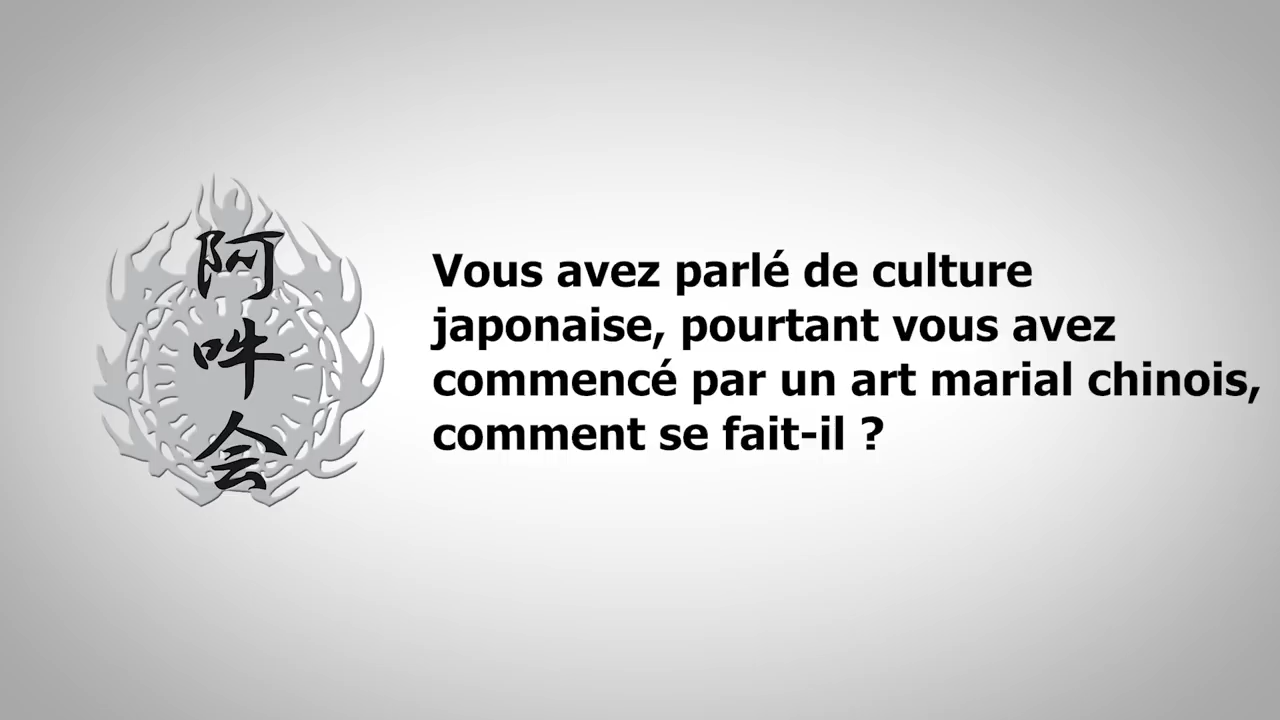 阿吽会
Vous avez parlé de culture
japonaise, pourtant vous avez
commencé par un art marial chinois,
comment se fait-il ?